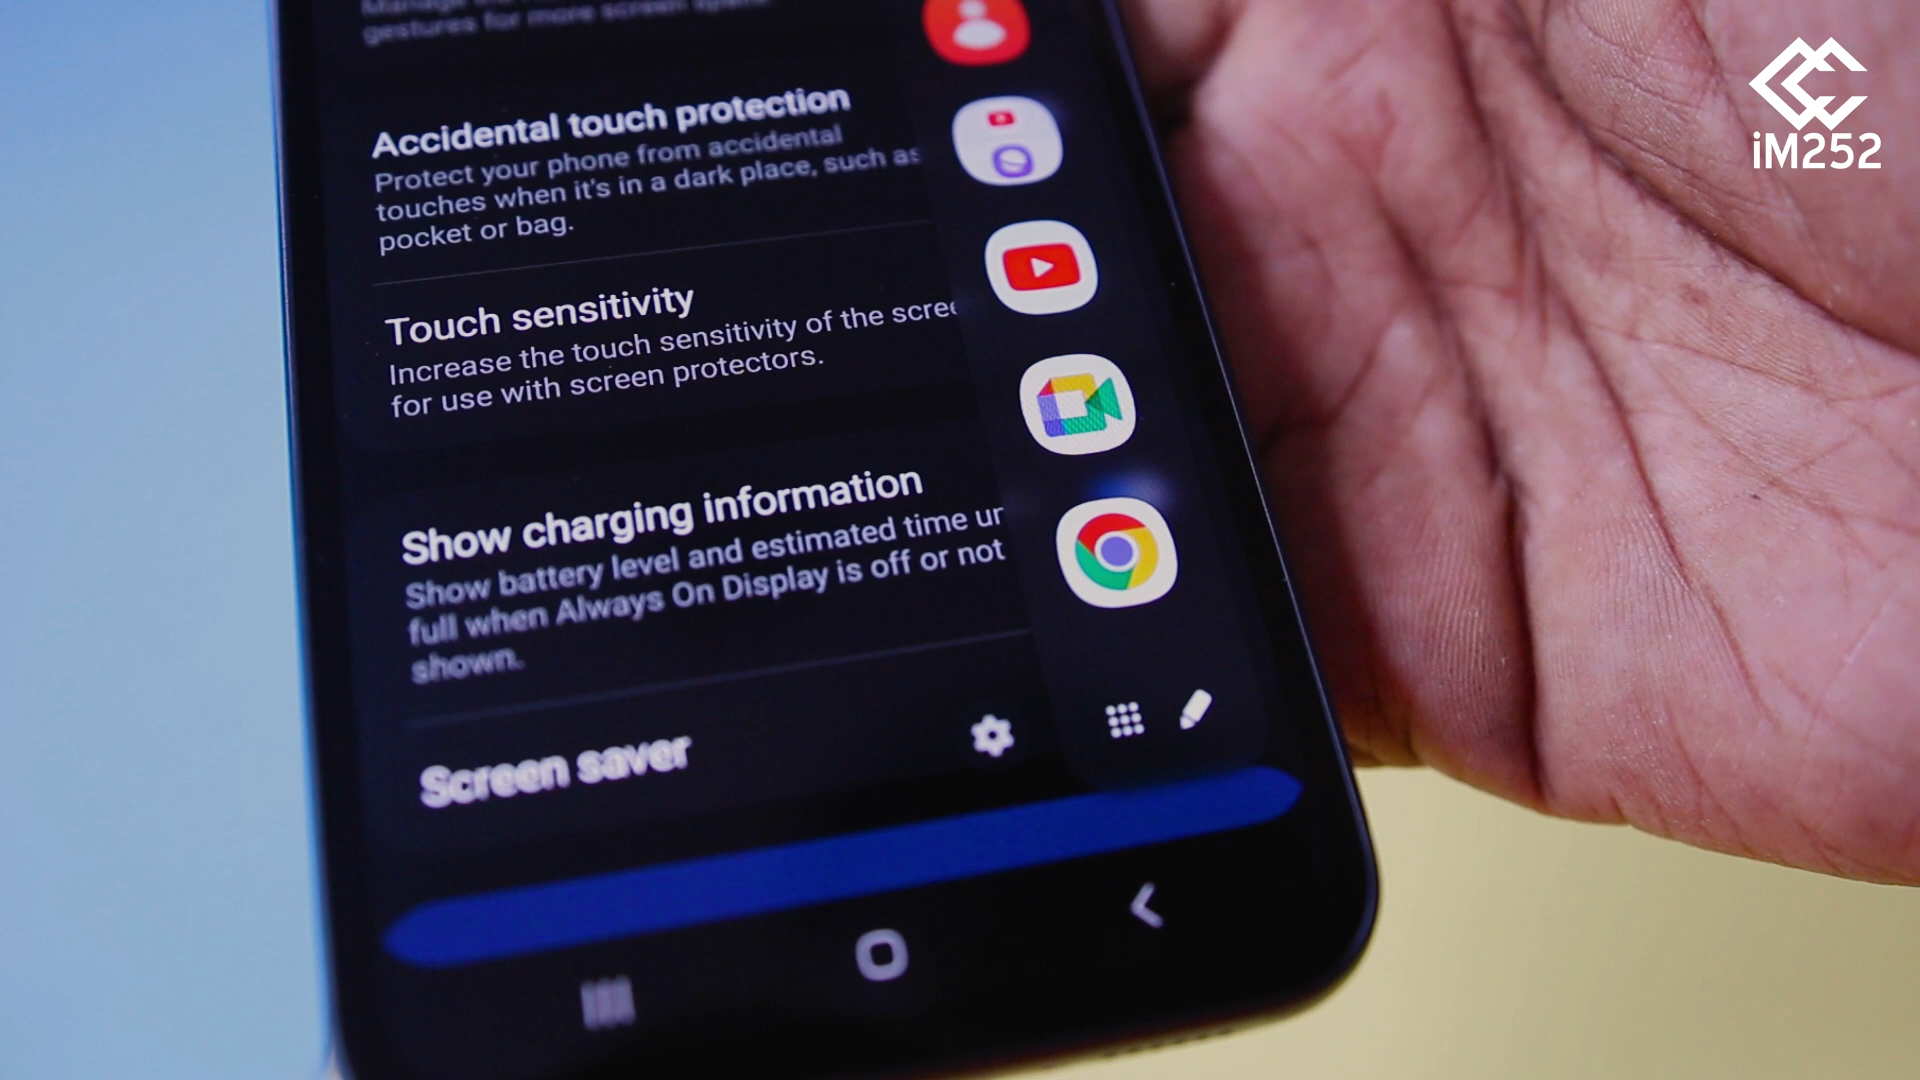 gestures for more screen space.
Accidental touch protection
Protect your phone from accidental
touches when it's in a dark place, such as
pocket or bag.
Touch sensitivity
Increase the touch sensitivity of the scree
for use with screen protectors.
Show charging information
Show battery level and estimated time un
full when Always On Display is off or not
shown.
Screen saver
iM252